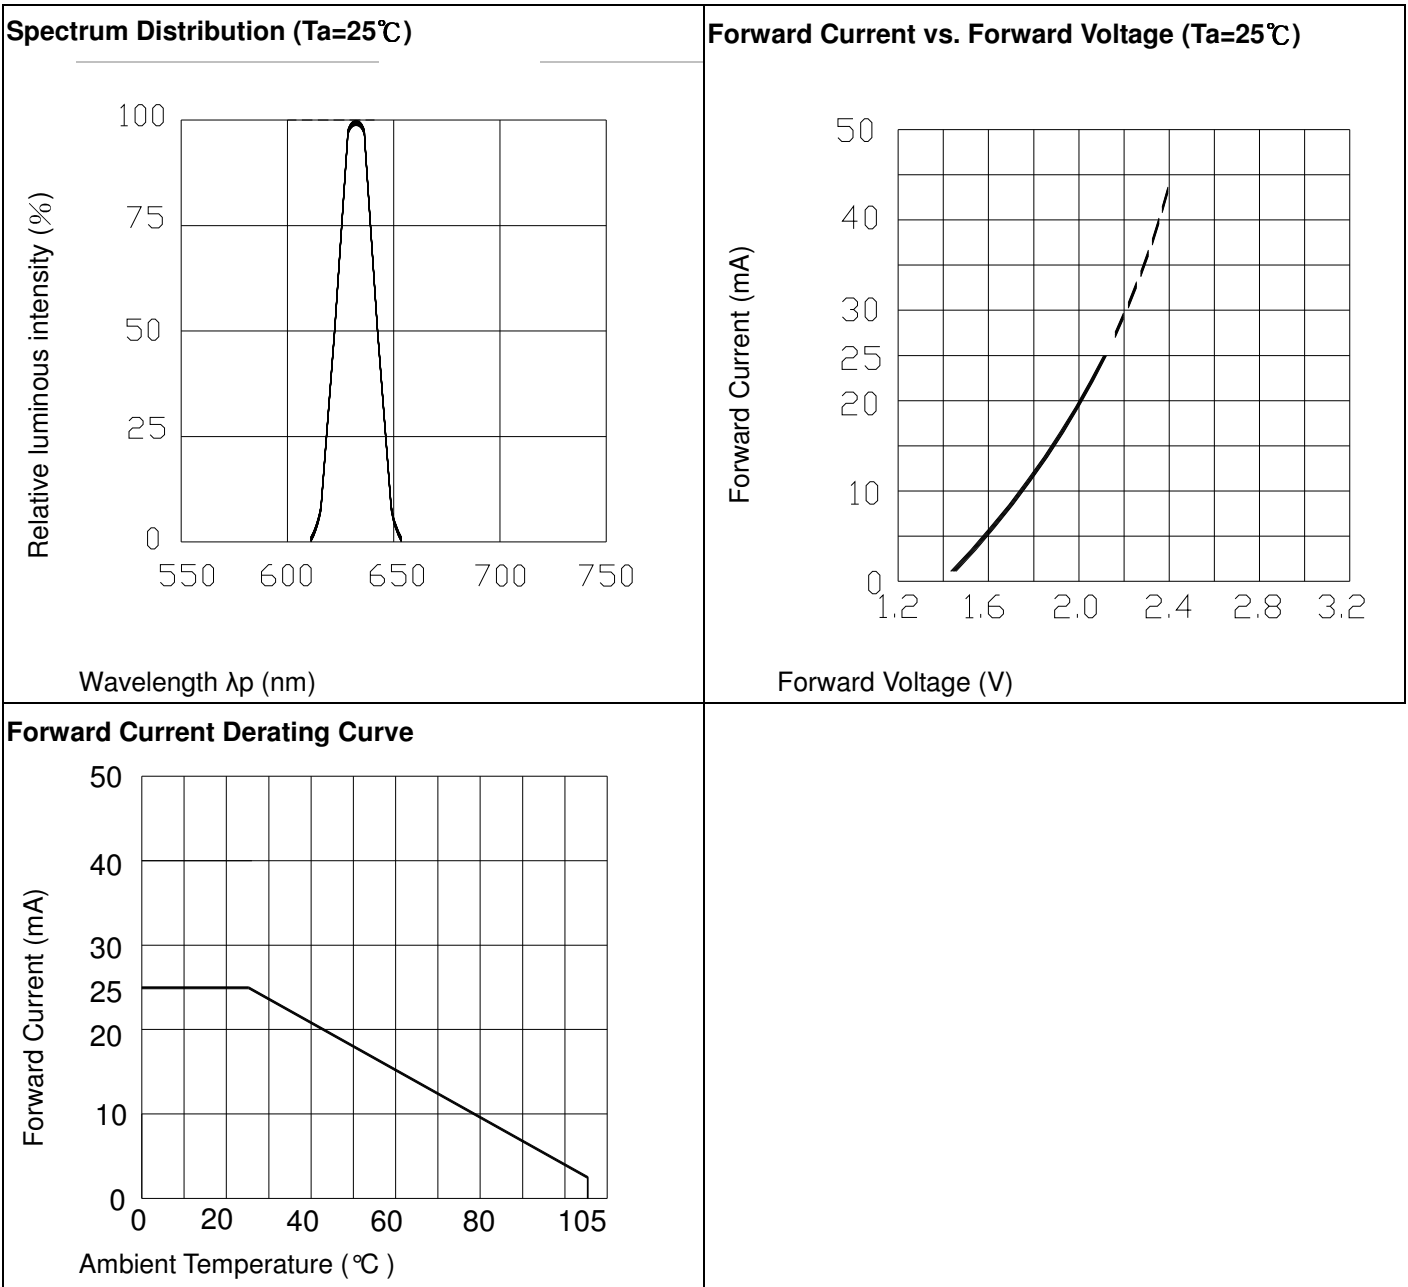 Spectrum Distribution (Ta=25℃)
100
75
50
25
0
550 600 650 700 750
Relative luminous intensity (%)
Wavelength λp (nm)
Forward Current vs. Forward Voltage (Ta=25℃)
50
40
30
25
20
10
0
1.2 1.6 2.0 2.4 2.8 3.2
Forward Current (mA)
Forward Voltage (V)
Forward Current Derating Curve
50
40
30
25
20
10
0
0 20 40 60 80 105
Forward Current (mA)
Ambient Temperature (℃ )